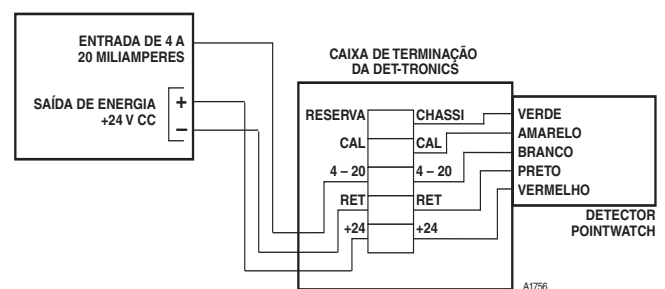 ENTRADA DE 4 A
20 MILIAMPERES
SAÍDA DE ENERGIA
+24 V CC
+
–
CAIXA DE TERMINAÇÃO
DA DET-TRONICS
RESERVA
CHASSI
CAL
CAL
4 – 20
4 – 20
RET
RET
+24
+24
VERDE
AMARELO
BRANCO
PRETO
VERMELHO
DETECTOR
POINTWATCH
A1756